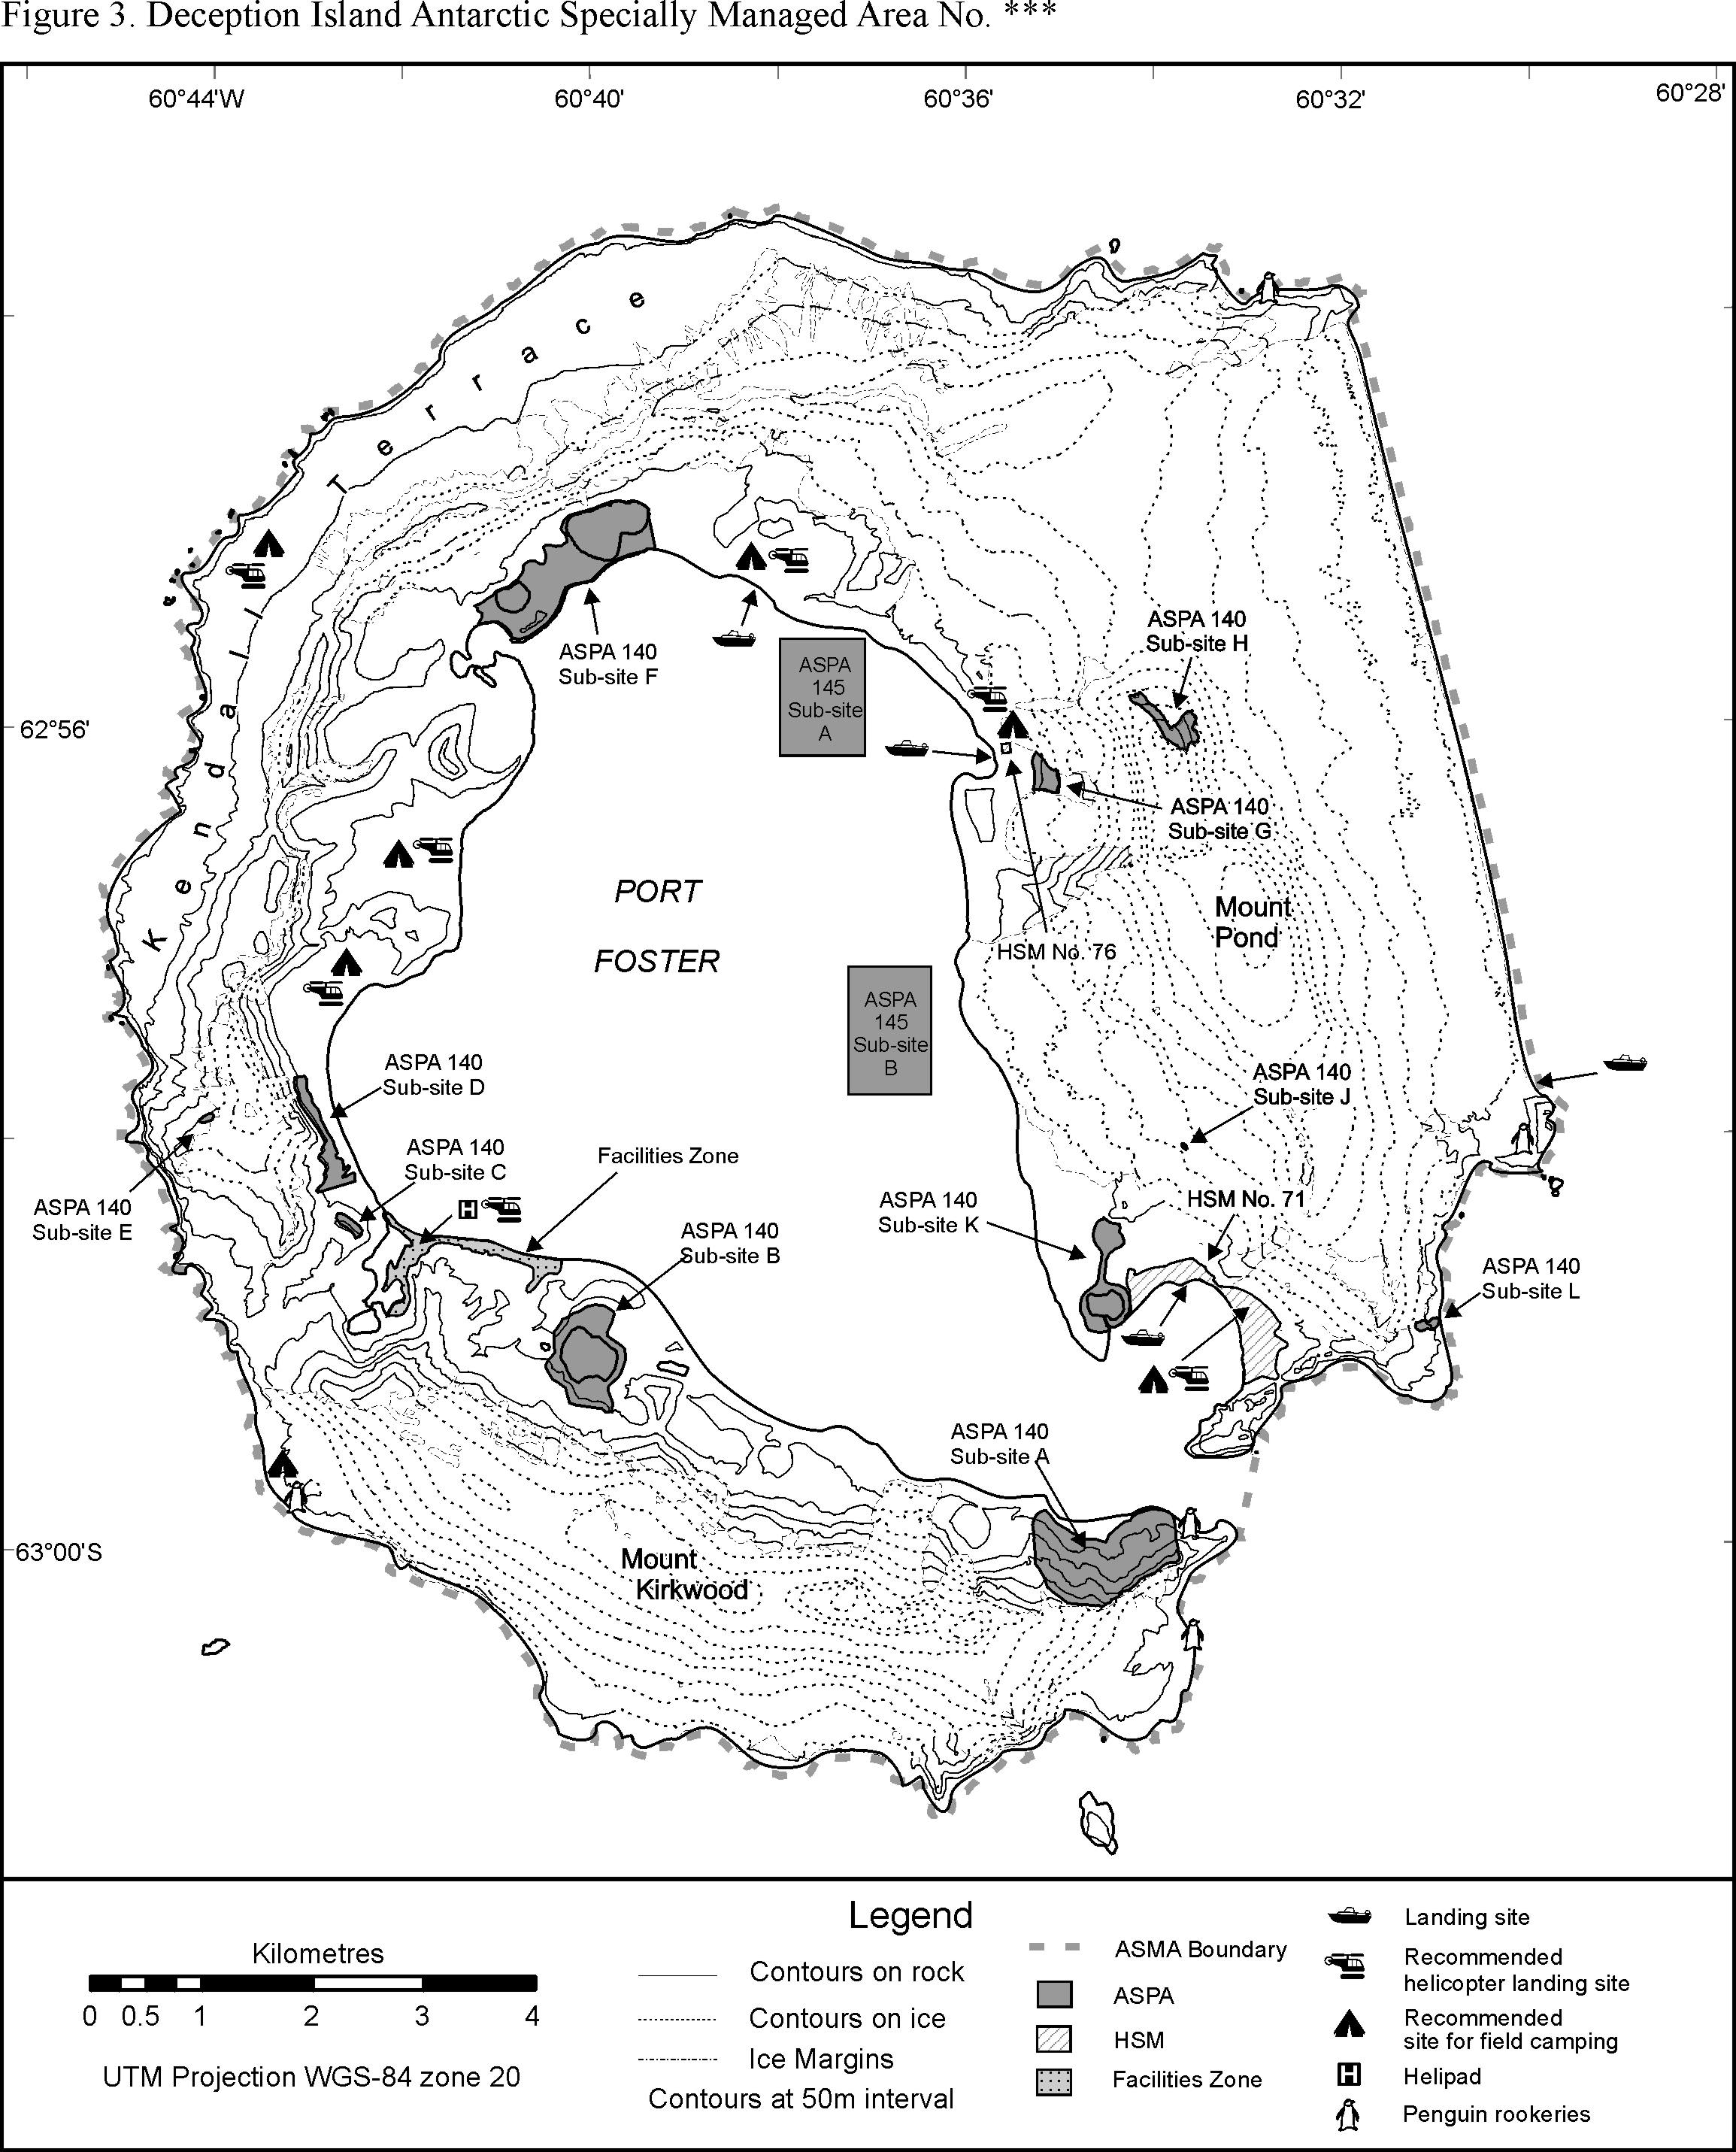 Figure 3. Deception Island Antarctic Specially Managed Area No. ***
60°44'W
60°40'
60°36'
60°32'
60°28'
Kendall Terrace
ASPA 140
Sub-site F
ASPA
145
Sub-site
A
ASPA 140
Sub-site H
62°56'
ASPA 140
Sub-site G
PORT
FOSTER
Mount
Pond
HSM No. 76
ASPA
145
Sub-site
B
ASPA 140
Sub-site D
ASPA 140
Sub-site J
ASPA 140
Sub-site C
Facilities Zone
ASPA 140
Sub-site E
H
ASPA 140
Sub-site B
ASPA 140
Sub-site K
HSM No. 71
ASPA 140
Sub-site L
ASPA 140
Sub-site A
63°00'S
Mount
Kirkwood
Legend
Kilometres
0 0.5 1 2 3 4
UTM Projection WGS-84 zone 20
Contours on rock
Contours on ice
Ice Margins
Contours at 50m interval
ASMA Boundary
ASPA
HSM
Facilities Zone
Landing site
Recommended
helicopter landing site
Recommended
site for field camping
H Helipad
Penguin rookeries